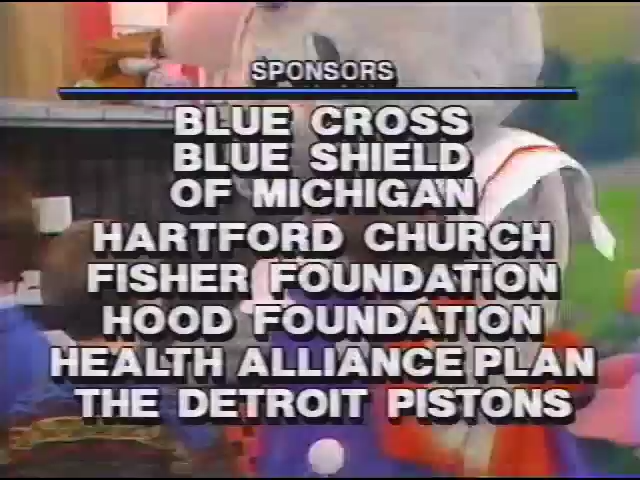 SPONSORS
BLUE CROSS
BLUE SHIELD
OF MICHIGAN
HARTFORD CHURCH
FISHER FOUNDATION
HOOD FOUNDATION
HEALTH ALLIANCE PLAN
THE DETROIT PISTONS